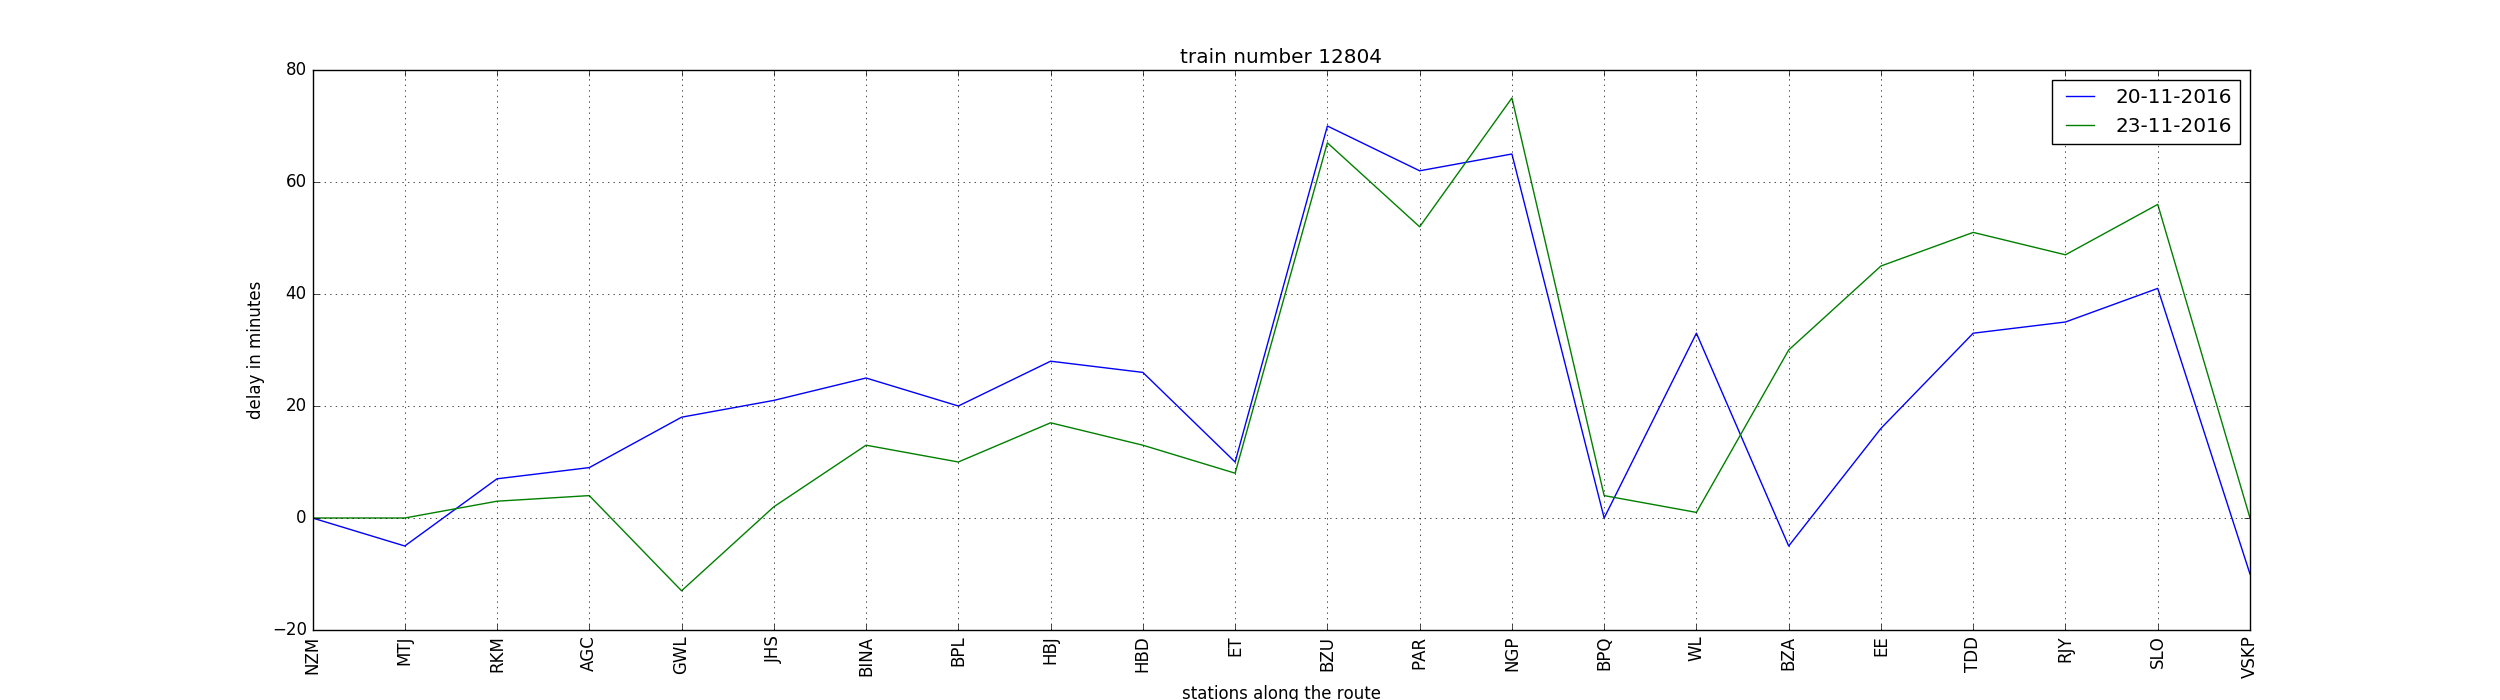 train number 12804
80
60
40
20
0
−20
delay in minutes
20-11-2016
23-11-2016
NZM
MTJ
RKM
AGC
GWL
JHS
BINA
BPL
HBJ
HBD
ET
BZU
PAR
NGP
BPQ
WL
BZA
EE
TDD
RJY
SLO
VSKP
stations along the route